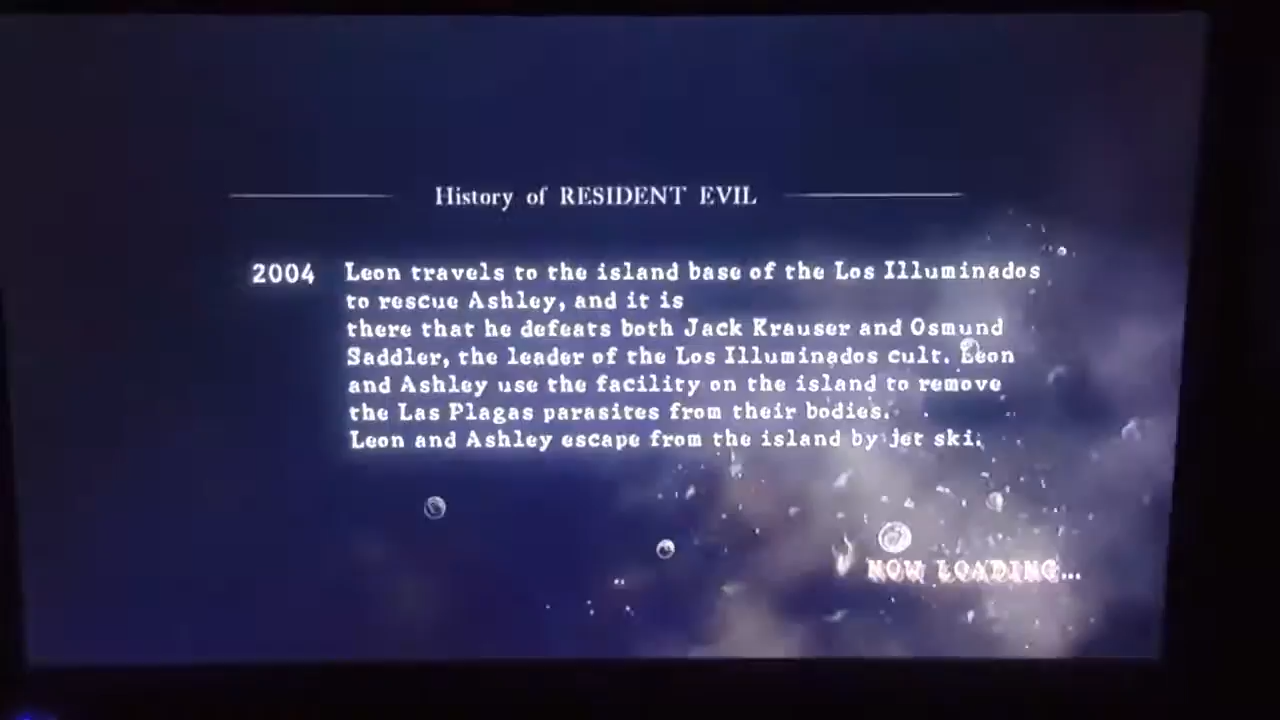 History of RESIDENT EVIL
2004 Leon travels to the island base of the Los Illuminados
to rescue Ashley, and it is
there that he defeats both Jack Krauser and Osmund
Saddler, the leader of the Los Illuminados cult. Leon
and Ashley use the facility on the island to remove
the Las Plagas parasites from their bodies.
Leon and Ashley escape from the island by jet ski.
NOW LOADING...